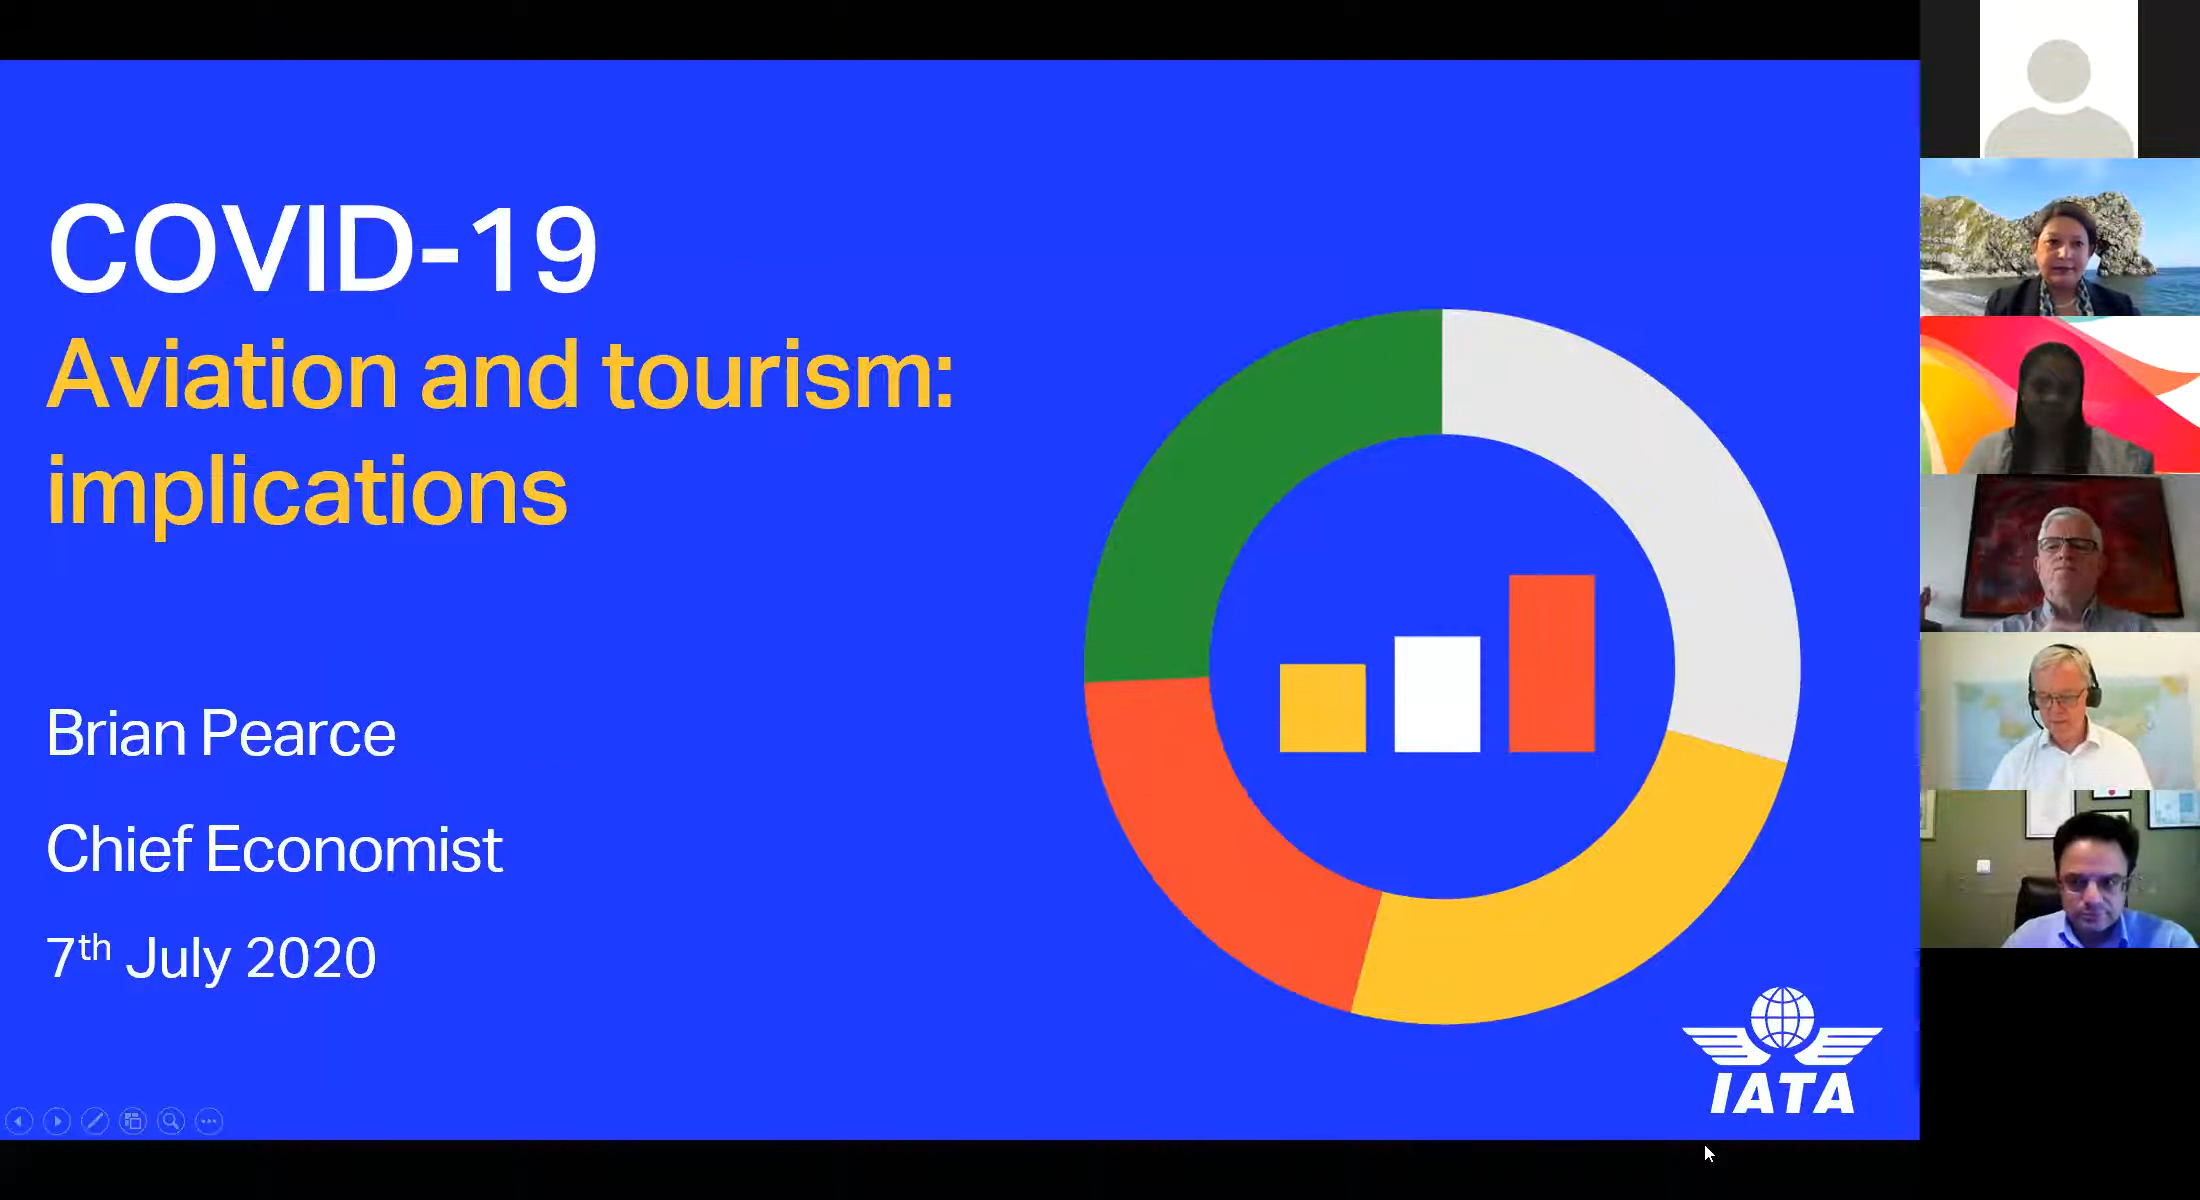 COVID-19
Aviation and tourism:
implications
Brian Pearce
Chief Economist
7th July 2020
IATA